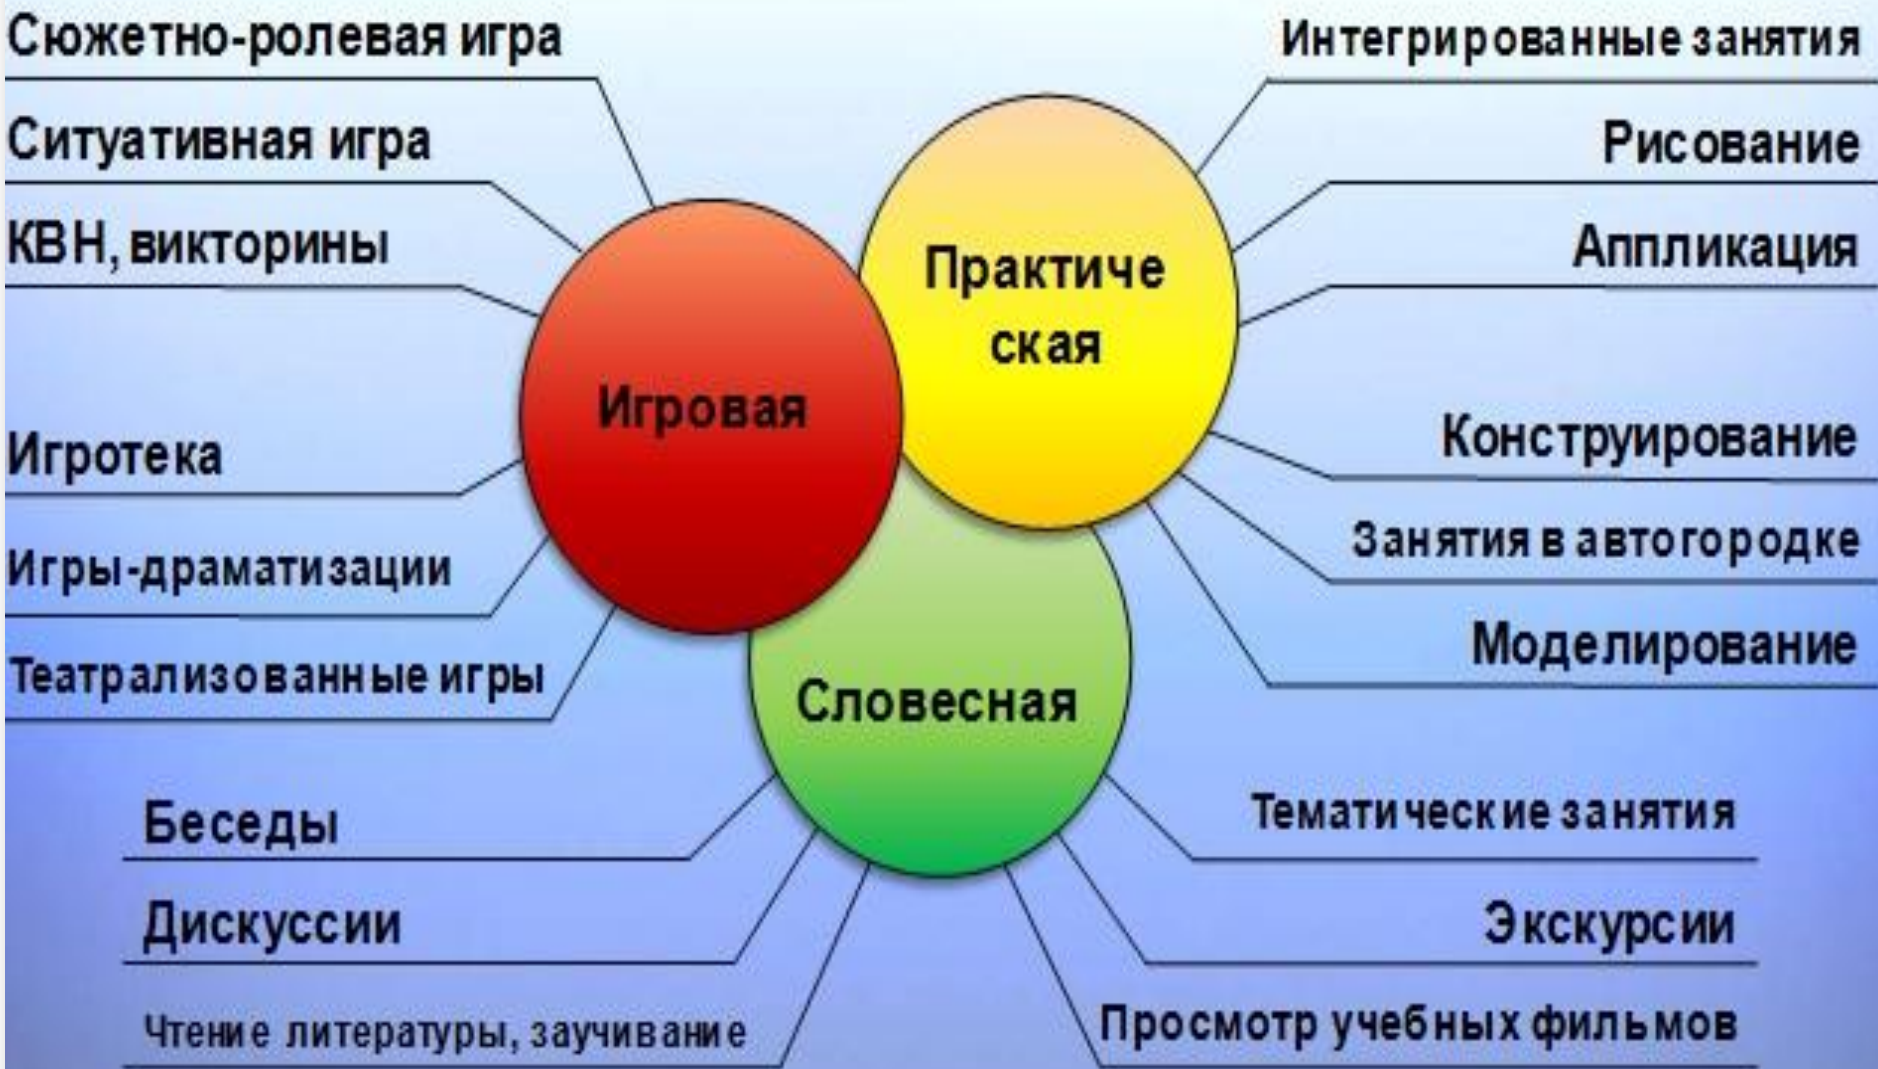 Сюжетно-ролевая игра
Ситуативная игра
КВН, викторины
Игротека
Игры-драматизации
Театрализованные игры
Игровая
Практиче
ская
Словесная
Интегрированные занятия
Рисование
Аппликация
Конструирование
Занятия в автогородке
Моделирование
Беседы
Дискуссии
Чтение литературы, заучивание
Тематические занятия
Экскурсии
Просмотр учебных фильмов